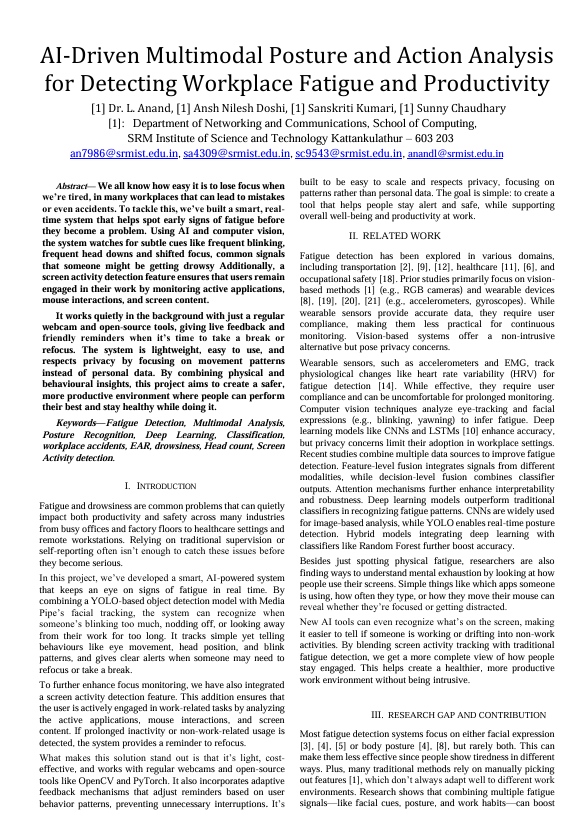 AI-Driven Multimodal Posture and Action Analysis
for Detecting Workplace Fatigue and Productivity
[1] Dr. L. Anand, [1] Ansh Nilesh Doshi, [1] Sanskriti Kumari, [1] Sunny Chaudhary
[1]: Department of Networking and Communications, School of Computing,
SRM Institute of Science and Technology Kattankulathur – 603 203
an7986@srmist.edu.in, sa4309@srmist.edu.in, sc9543@srmist.edu.in, anandl@srmist.edu.in
Abstract— We all know how easy it is to lose focus when
we're tired, in many workplaces that can lead to mistakes
or even accidents. To tackle this, we've built a smart, real-
time system that helps spot early signs of fatigue before
they become a problem. Using AI and computer vision,
the system watches for subtle cues like frequent blinking,
frequent head downs and shifted focus, common signals
that someone might be getting drowsy Additionally, a
screen activity detection feature ensures that users remain
engaged in their work by monitoring active applications,
mouse interactions, and screen content.
It works quietly in the background with just a regular
webcam and open-source tools, giving live feedback and
friendly reminders when it's time to take a break or
refocus. The system is lightweight, easy to use, and
respects privacy by focusing on movement patterns
instead of personal data. By combining physical and
behavioural insights, this project aims to create a safer,
more productive environment where people can perform
their best and stay healthy while doing it.
Keywords—Fatigue Detection, Multimodal Analysis,
Posture Recognition, Deep Learning, Classification,
workplace accidents, EAR, drowsiness, Head count, Screen
Activity detection.
I. INTRODUCTION
Fatigue and drowsiness are common problems that can quietly
impact both productivity and safety across many industries
from busy offices and factory floors to healthcare settings and
remote workstations. Relying on traditional supervision or
self-reporting often isn't enough to catch these issues before
they become serious.
In this project, we've developed a smart, AI-powered system
that keeps an eye on signs of fatigue in real time. By
combining a YOLO-based object detection model with Media
Pipe's facial tracking, the system can recognize when
someone's blinking too much, nodding off, or looking away
from their work for too long. It tracks simple yet telling
behaviours like eye movement, head position, and blink
patterns, and gives clear alerts when someone may need to
refocus or take a break.
To further enhance focus monitoring, we have also integrated
a screen activity detection feature. This addition ensures that
the user is actively engaged in work-related tasks by analyzing
the active applications, mouse interactions, and screen
content. If prolonged inactivity or non-work-related usage is
detected, the system provides a reminder to refocus.
What makes this solution stand out is that it's light, cost-
effective, and works with regular webcams and open-source
tools like OpenCV and PyTorch. It also incorporates adaptive
feedback mechanisms that adjust reminders based on user
behavior patterns, preventing unnecessary interruptions. It's
built to be easy to scale and respects privacy, focusing on
patterns rather than personal data. The goal is simple: to create a
tool that helps people stay alert and safe, while supporting
overall well-being and productivity at work.
II. RELATED WORK
Fatigue detection has been explored in various domains,
including transportation [2], [9], [12], healthcare [11], [6], and
occupational safety [18]. Prior studies primarily focus on vision-
based methods [1] (e.g., RGB cameras) and wearable devices
[8], [19], [20], [21] (e.g., accelerometers, gyroscopes). While
wearable sensors provide accurate data, they require user
compliance, making them less practical for continuous
monitoring. Vision-based systems offer a non-intrusive
alternative but pose privacy concerns.
Wearable sensors, such as accelerometers and EMG, track
physiological changes like heart rate variability (HRV) for
fatigue detection [14]. While effective, they require user
compliance and can be uncomfortable for prolonged monitoring.
Computer vision techniques analyze eye-tracking and facial
expressions (e.g., blinking, yawning) to infer fatigue. Deep
learning models like CNNs and LSTMs [10] enhance accuracy,
but privacy concerns limit their adoption in workplace settings.
Recent studies combine multiple data sources to improve fatigue
detection. Feature-level fusion integrates signals from different
modalities, while decision-level fusion combines classifier
outputs. Attention mechanisms further enhance interpretability
and robustness. Deep learning models outperform traditional
classifiers in recognizing fatigue patterns. CNNs are widely used
for image-based analysis, while YOLO enables real-time posture
detection. Hybrid models integrating deep learning with
classifiers like Random Forest further boost accuracy.
Besides just spotting physical fatigue, researchers are also
finding ways to understand mental exhaustion by looking at how
people use their screens. Simple things like which apps someone
is using, how often they type, or how they move their mouse can
reveal whether they're focused or getting distracted.
New AI tools can even recognize what's on the screen, making
it easier to tell if someone is working or drifting into non-work
activities. By blending screen activity tracking with traditional
fatigue detection, we get a more complete view of how people
stay engaged. This helps create a healthier, more productive
work environment without being intrusive.
III. RESEARCH GAP AND CONTRIBUTION
Most fatigue detection systems focus on either facial expression
[3], [4], [5] or body posture [4], [8], but rarely both. This can
make them less effective since people show tiredness in different
ways. Plus, many traditional methods rely on manually picking
out features [1], which don't always adapt well to different work
environments. Research shows that combining multiple fatigue
signals—like facial cues, posture, and work habits—can boost